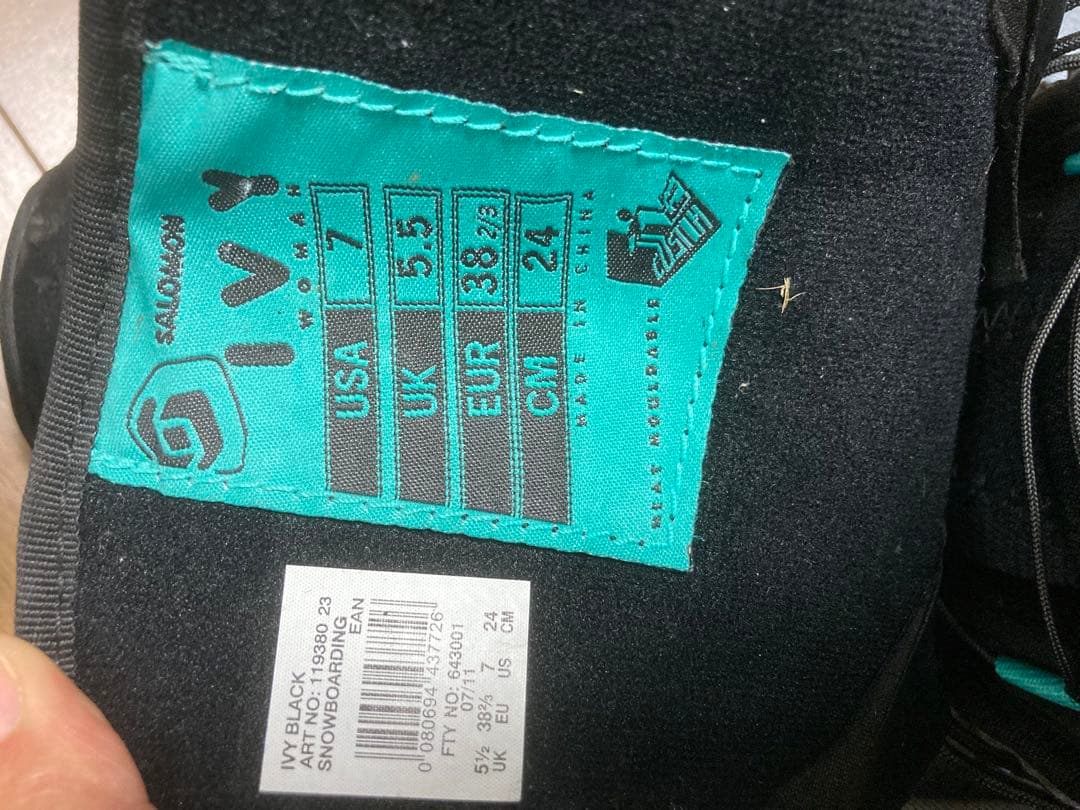 SALOMON
IVY
WOMAN
USA 7
UK 5.5
EUR 38 2/3
CM 24
MADE IN CHINA
HEAT MOULDABLE
CUSTOM
IVY BLACK
ART NO: 119380 23
SNOWBOARDING
EAN
0 080694 437726
FTY NO: 643001
07/11
5½ 38⅔ 7 24
UK EU US CM